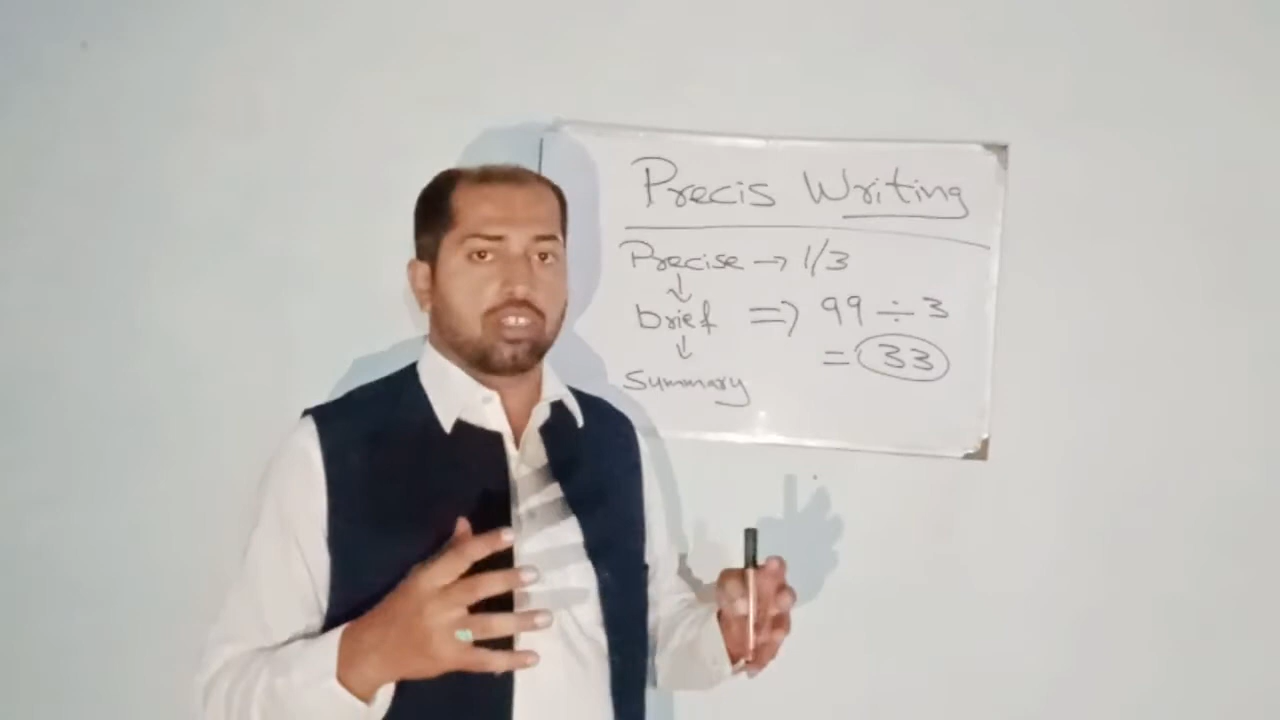 Precis Writing
Precise → 1/3
↓
brief ⇒ 99 ÷ 3
↓ = 33
Summary